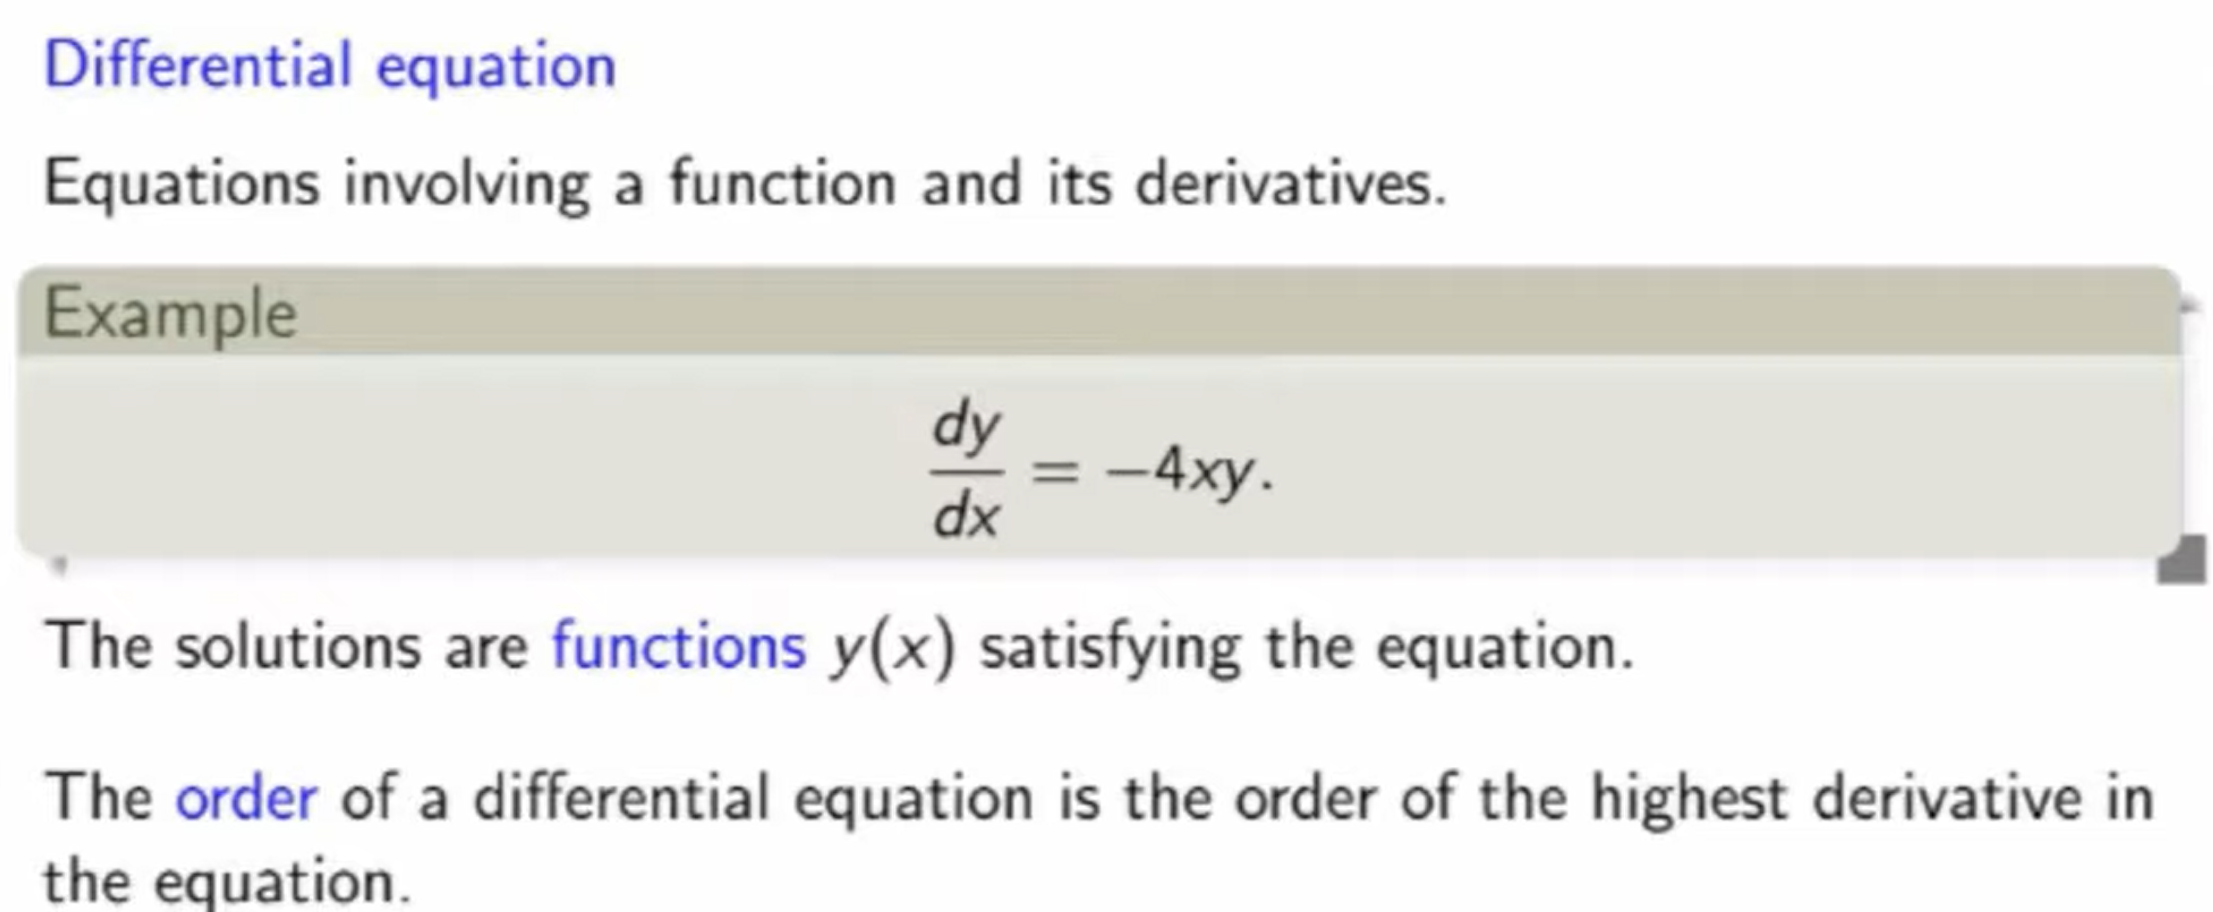 Differential equation
Equations involving a function and its derivatives.
Example
dy/dx = −4xy.
The solutions are functions y(x) satisfying the equation.
The order of a differential equation is the order of the highest derivative in
the equation.